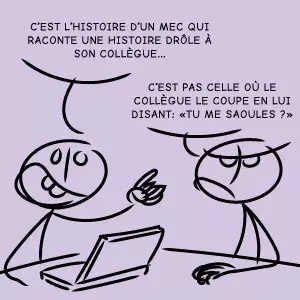 C'EST L'HISTOIRE D'UN MEC QUI
RACONTE UNE HISTOIRE DRÔLE À
SON COLLÈGUE...
C'EST PAS CELLE OÙ LE
COLLÈGUE LE COUPE EN LUI
DISANT: «TU ME SAOULES ?»